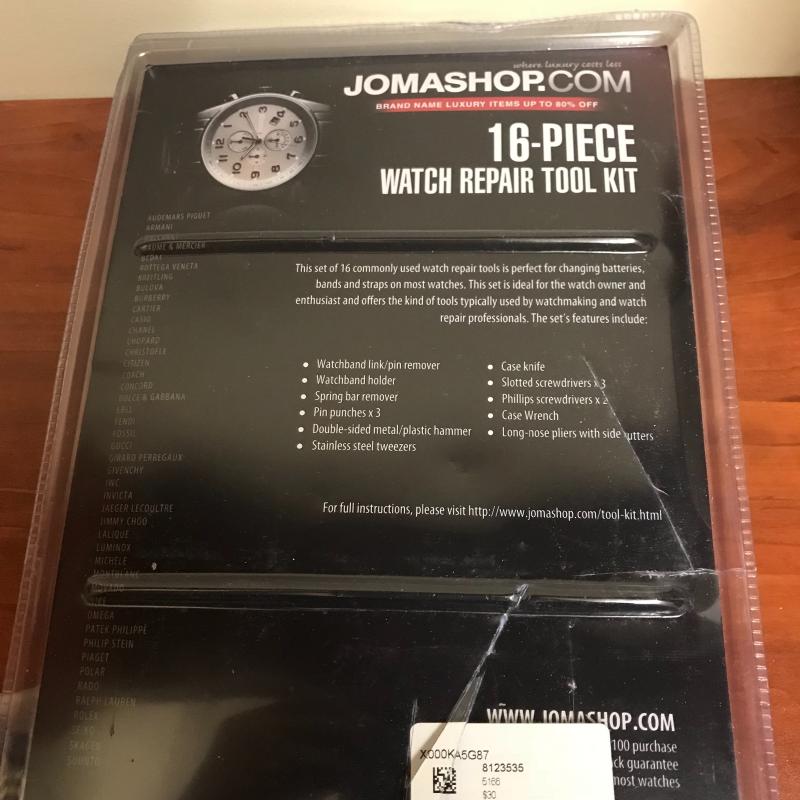 where luxury costs less
JOMASHOP.COM
BRAND NAME LUXURY ITEMS UP TO 80% OFF
16-PIECE
WATCH REPAIR TOOL KIT
AUDEMARS PIGUET
ARMANI
BAUME & MERCIER
BOTTEGA VENETA
BREITLING
BULOVA
BURBERRY
CARTIER
CASIO
CHANEL
CHOPARD
CHRISTOFLE
CITIZEN
COACH
CONCORD
DOLCE & GABBANA
EBEL
FENDI
FOSSIL
GUCCI
GIRARD PERREGAUX
GIVENCHY
IWC
INVICTA
JAEGER LECOULTRE
JIMMY CHOO
LALIQUE
LUMINOX
MICHELE
MONTBLANC
MOVADO
OMEGA
PATEK PHILIPPE
PHILIP STEIN
PIAGET
POLAR
RADO
RALPH LAUREN
ROLEX
SEIKO
SKAGEN
SUUNTO
This set of 16 commonly used watch repair tools is perfect for changing batteries,
bands and straps on most watches. This set is ideal for the watch owner and
enthusiast and offers the kind of tools typically used by watchmaking and watch
repair professionals. The set's features include:
• Watchband link/pin remover
• Watchband holder
• Spring bar remover
• Pin punches x 3
• Double-sided metal/plastic hammer
• Stainless steel tweezers
• Case knife
• Slotted screwdrivers x 3
• Phillips screwdrivers x 2
• Case Wrench
• Long-nose pliers with side utters
For full instructions, please visit http://www.jomashop.com/tool-kit.html
WWW.JOMASHOP.COM
100 purchase
ck guarantee
most watches
X000KA5G87
8123535
5166
$30